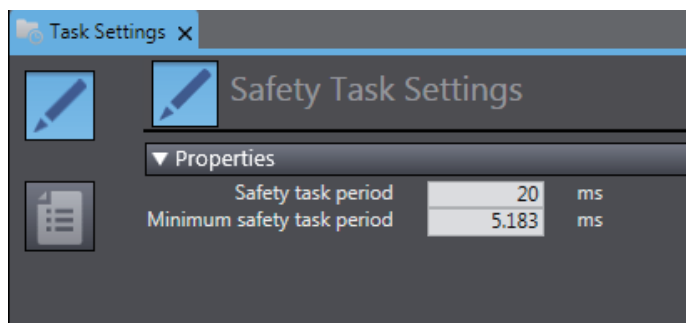 Task Settings
Safety Task Settings
Properties
Safety task period 20 ms
Minimum safety task period 5.183 ms